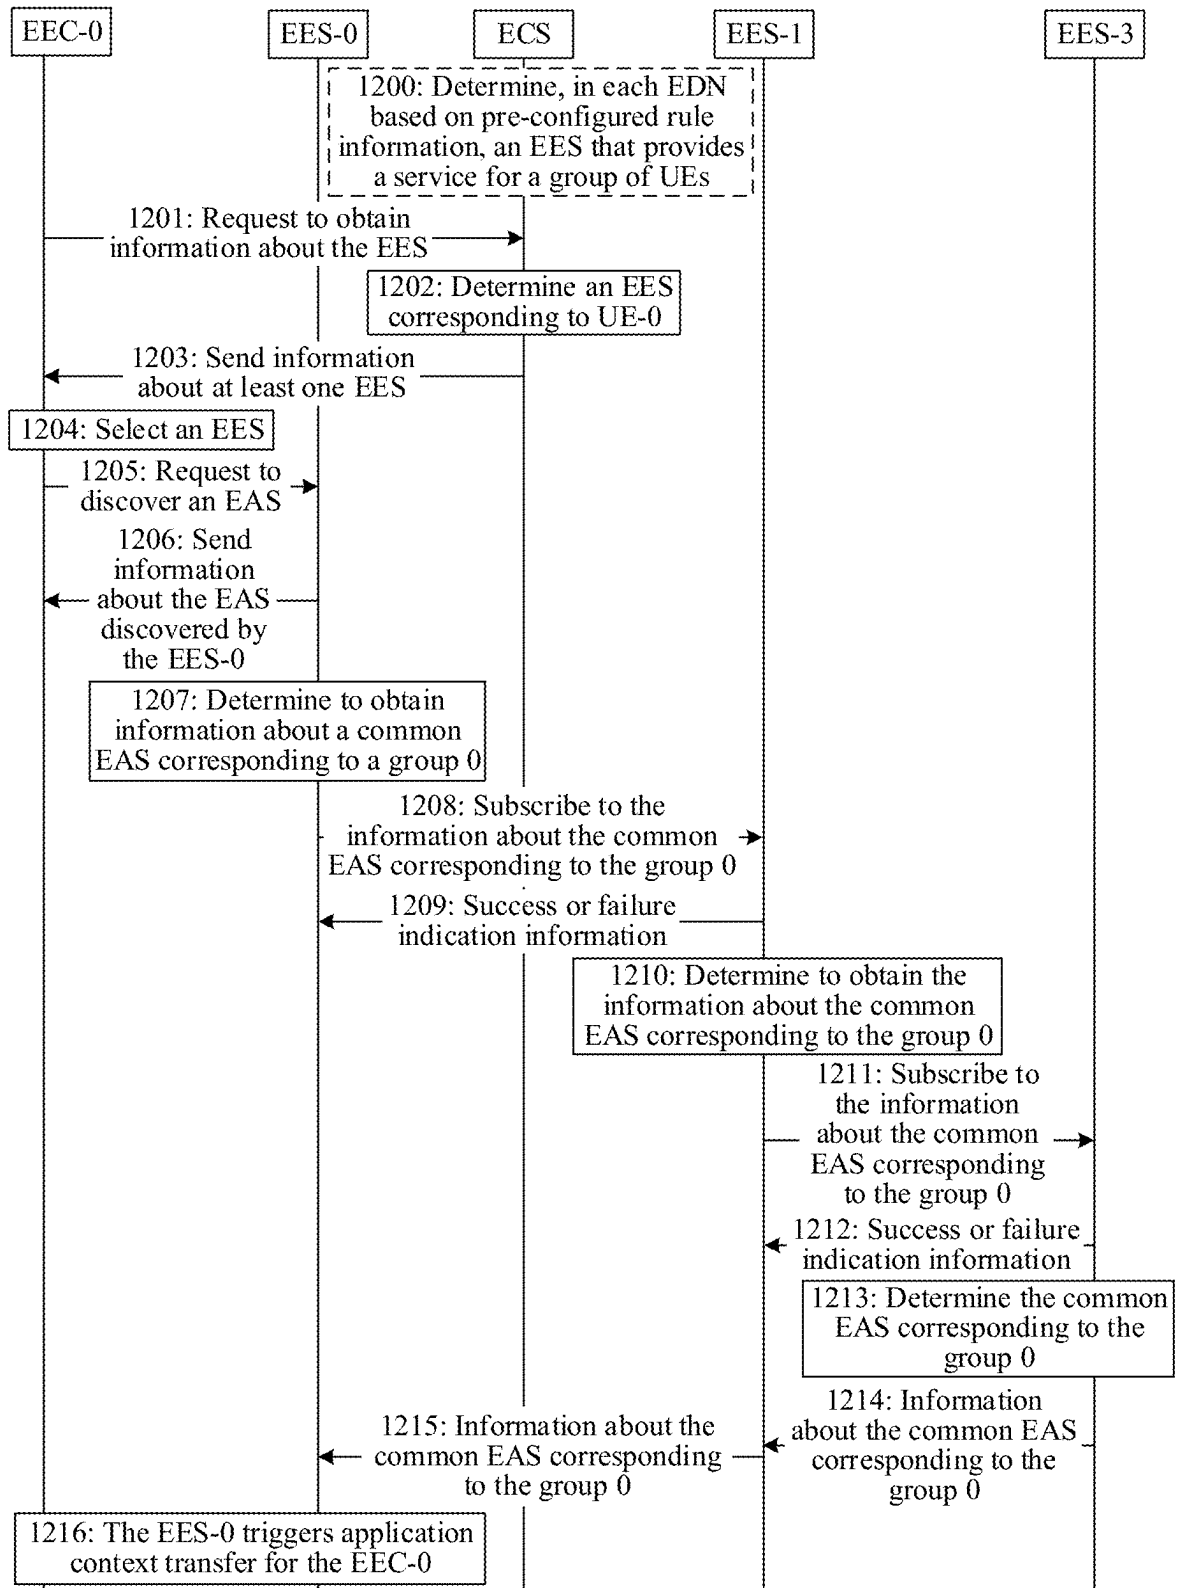 EEC-0
EES-0
ECS
EES-1
EES-3
1200: Determine, in each EDN
based on pre-configured rule
information, an EES that provides
a service for a group of UEs
1201: Request to obtain
information about the EES
1202: Determine an EES
corresponding to UE-0
1203: Send information
about at least one EES
1204: Select an EES
1205: Request to
discover an EAS
1206: Send
information
about the EAS
discovered by
the EES-0
1207: Determine to obtain
information about a common
EAS corresponding to a group 0
1208: Subscribe to the
information about the common
EAS corresponding to the group 0
1209: Success or failure
indication information
1210: Determine to obtain the
information about the common
EAS corresponding to the group 0
1211: Subscribe to
the information
about the common
EAS corresponding
to the group 0
1212: Success or failure
indication information
1213: Determine the common
EAS corresponding to the
group 0
1214: Information
about the common EAS
corresponding to the
group 0
1215: Information about the
common EAS corresponding
to the group 0
1216: The EES-0 triggers application
context transfer for the EEC-0